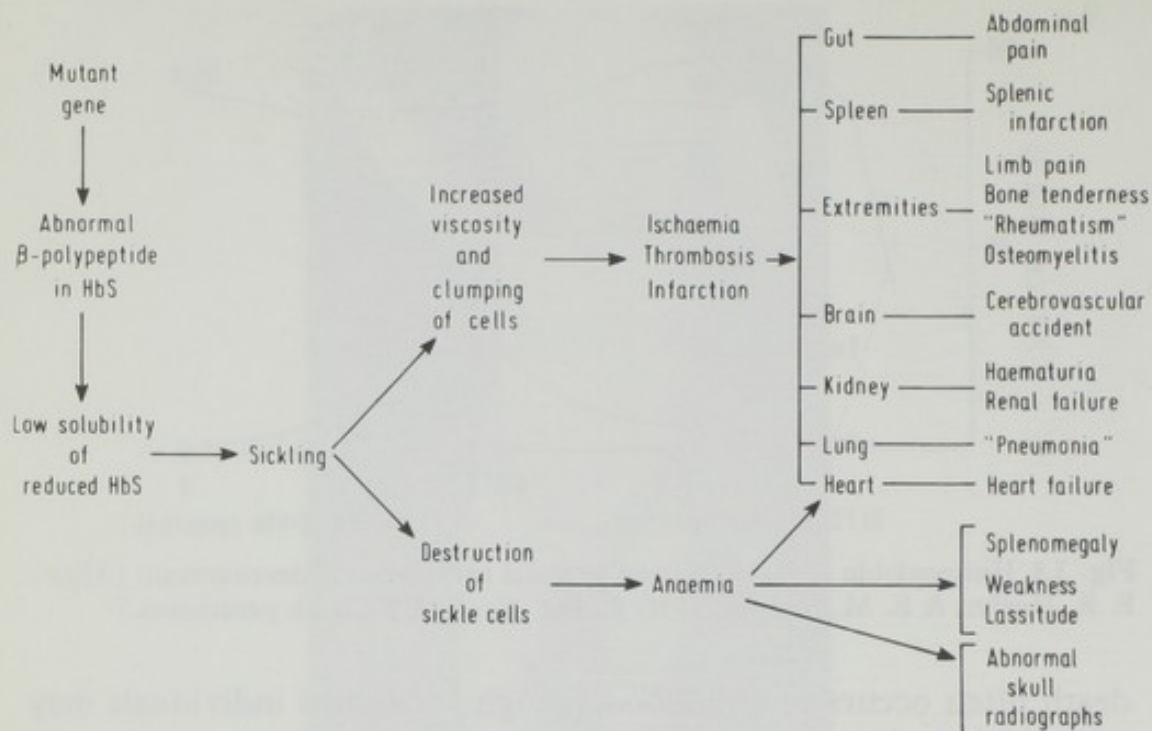 Mutant
gene
Abnormal
β-polypeptide
in HbS
Low solubility
of
reduced HbS
Sickling
Increased
viscosity
and
clumping
of cells
Destruction
of
sickle cells
Ischaemia
Thrombosis
Infarction
Anaemia
Gut
Abdominal
pain
Spleen
Splenic
infarction
Extremities
Limb pain
Bone tenderness
"Rheumatism"
Osteomyelitis
Brain
Cerebrovascular
accident
Kidney
Haematuria
Renal failure
Lung
"Pneumonia"
Heart
Heart failure
Splenomegaly
Weakness
Lassitude
Abnormal
skull
radiographs